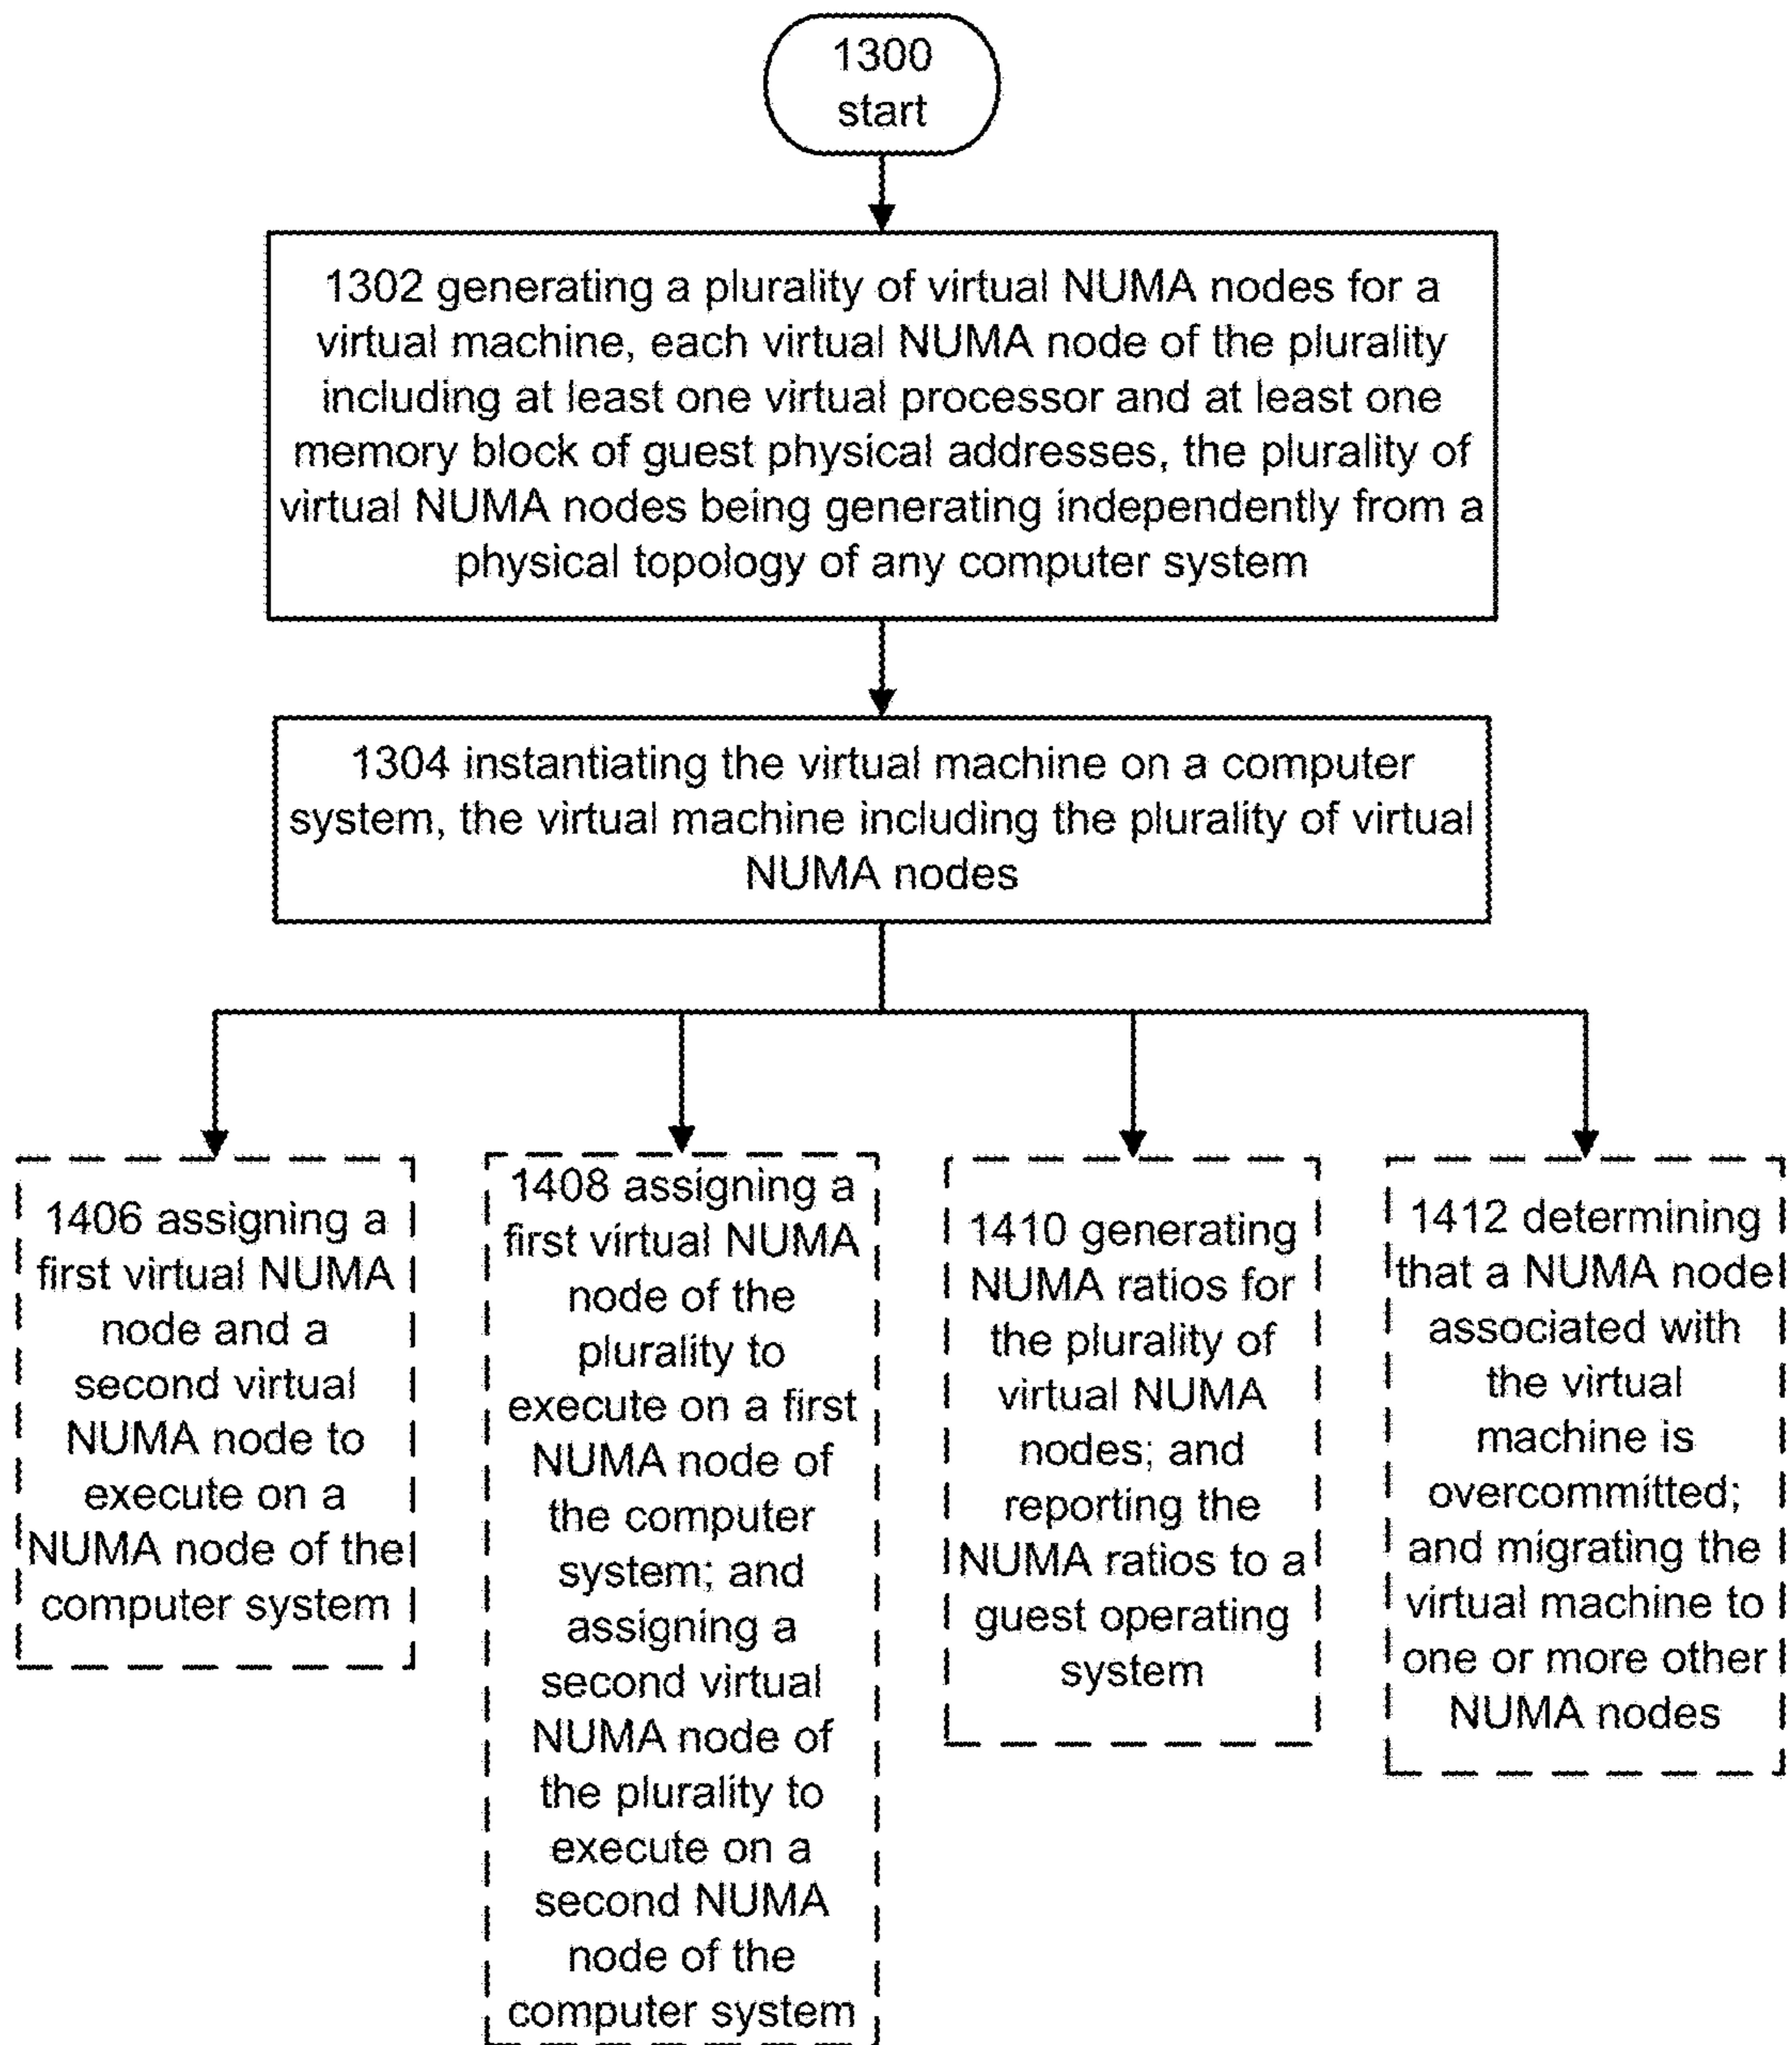 1300
start
1302 generating a plurality of virtual NUMA nodes for a
virtual machine, each virtual NUMA node of the plurality
including at least one virtual processor and at least one
memory block of guest physical addresses, the plurality of
virtual NUMA nodes being generating independently from a
physical topology of any computer system
1304 instantiating the virtual machine on a computer
system, the virtual machine including the plurality of virtual
NUMA nodes
1406 assigning a
first virtual NUMA
node and a
second virtual
NUMA node to
execute on a
NUMA node of the
computer system
1408 assigning a
first virtual NUMA
node of the
plurality to
execute on a first
NUMA node of
the computer
system; and
assigning a
second virtual
NUMA node of
the plurality to
execute on a
second NUMA
node of the
computer system
1410 generating
NUMA ratios for
the plurality of
virtual NUMA
nodes; and
reporting the
NUMA ratios to a
guest operating
system
1412 determining
that a NUMA node
associated with
the virtual
machine is
overcommitted;
and migrating the
virtual machine to
one or more other
NUMA nodes